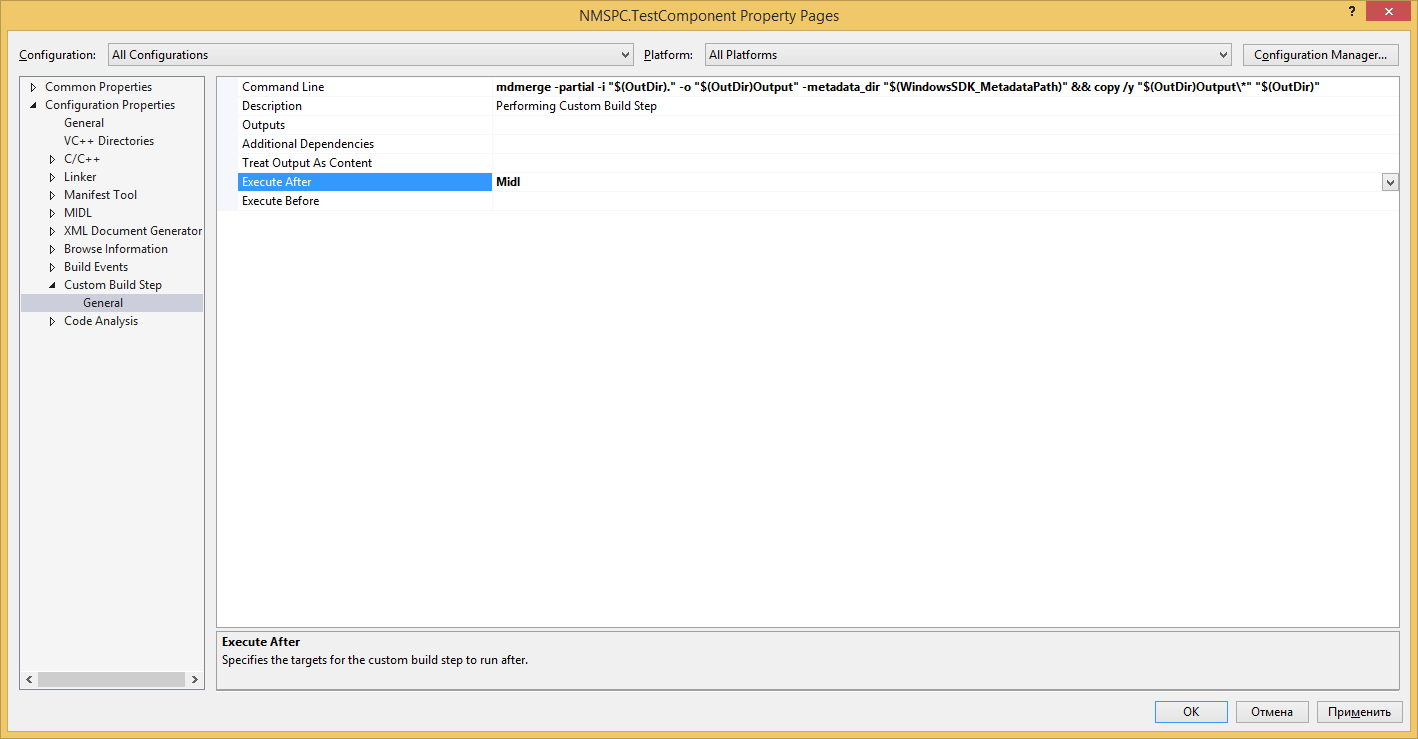 NMSPC.TestComponent Property Pages
?
Configuration: All Configurations Platform: All Platforms Configuration Manager...
Common Properties
Configuration Properties
General
VC++ Directories
C/C++
Linker
Manifest Tool
MIDL
XML Document Generator
Browse Information
Build Events
Custom Build Step
General
Code Analysis
Command Line mdmerge -partial -i "$(OutDir)." -o "$(OutDir)Output" -metadata_dir "$(WindowsSDK_MetadataPath)" && copy /y "$(OutDir)Output\*" "$(OutDir)"
Description Performing Custom Build Step
Outputs
Additional Dependencies
Treat Output As Content
Execute After Midl
Execute Before
Execute After
Specifies the targets for the custom build step to run after.
OK Отмена Применить